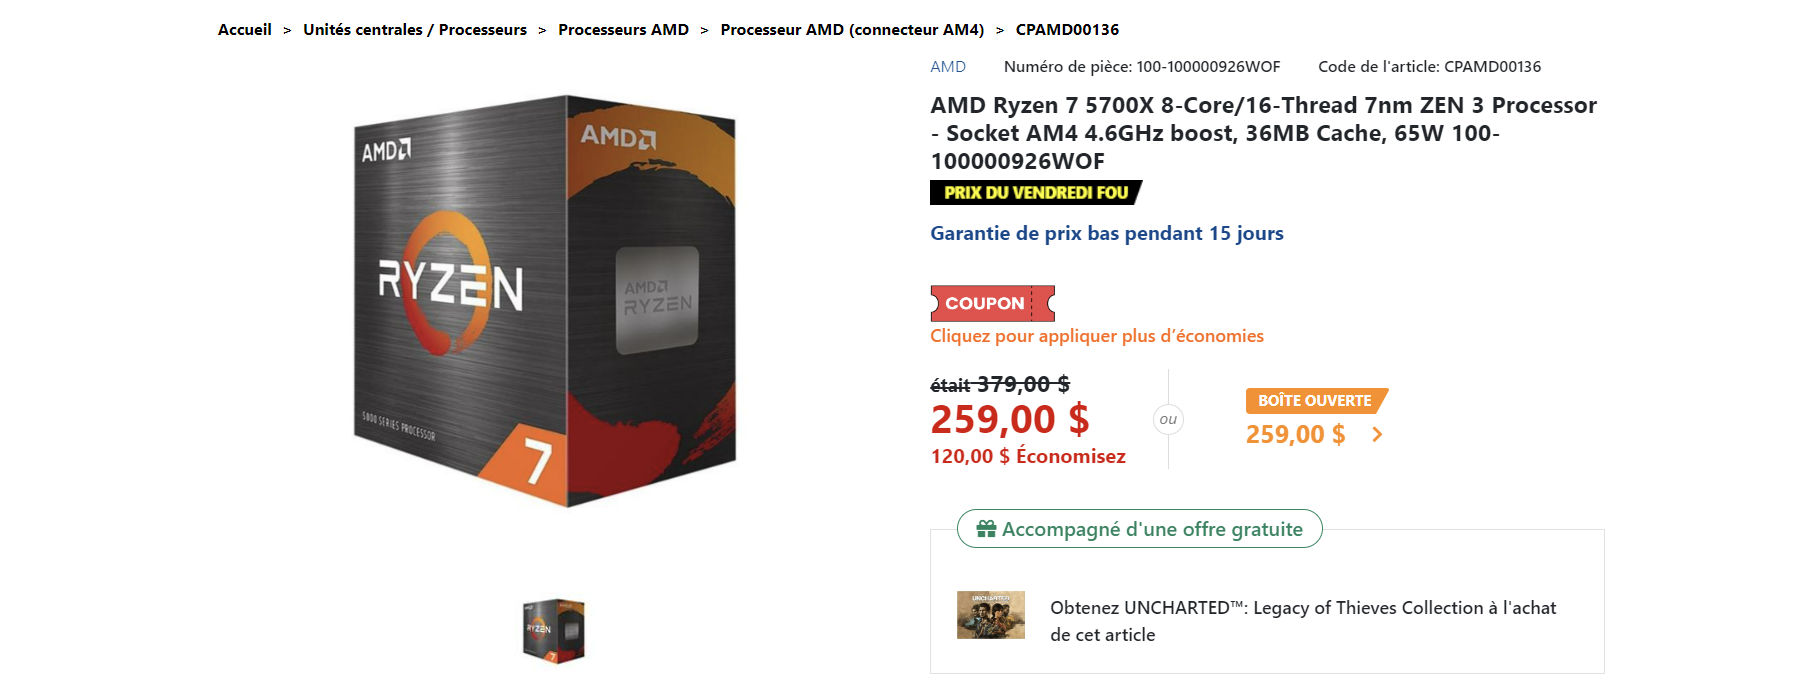 Accueil > Unités centrales / Processeurs > Processeurs AMD > Processeur AMD (connecteur AM4) > CPAMD00136
AMD Numéro de pièce: 100-100000926WOF Code de l'article: CPAMD00136
AMD Ryzen 7 5700X 8-Core/16-Thread 7nm ZEN 3 Processor
- Socket AM4 4.6GHz boost, 36MB Cache, 65W 100-
100000926WOF
PRIX DU VENDREDI FOU
Garantie de prix bas pendant 15 jours
COUPON
Cliquez pour appliquer plus d’économies
était 379,00 $
259,00 $
120,00 $ Économisez
ou
BOÎTE OUVERTE
259,00 $
Accompagné d'une offre gratuite
UNCHARTED
Obtenez UNCHARTED™: Legacy of Thieves Collection à l'achat
de cet article
AMD
RYZEN
5000 SERIES PROCESSOR
7
AMD
AMD
RYZEN
RYZEN
7